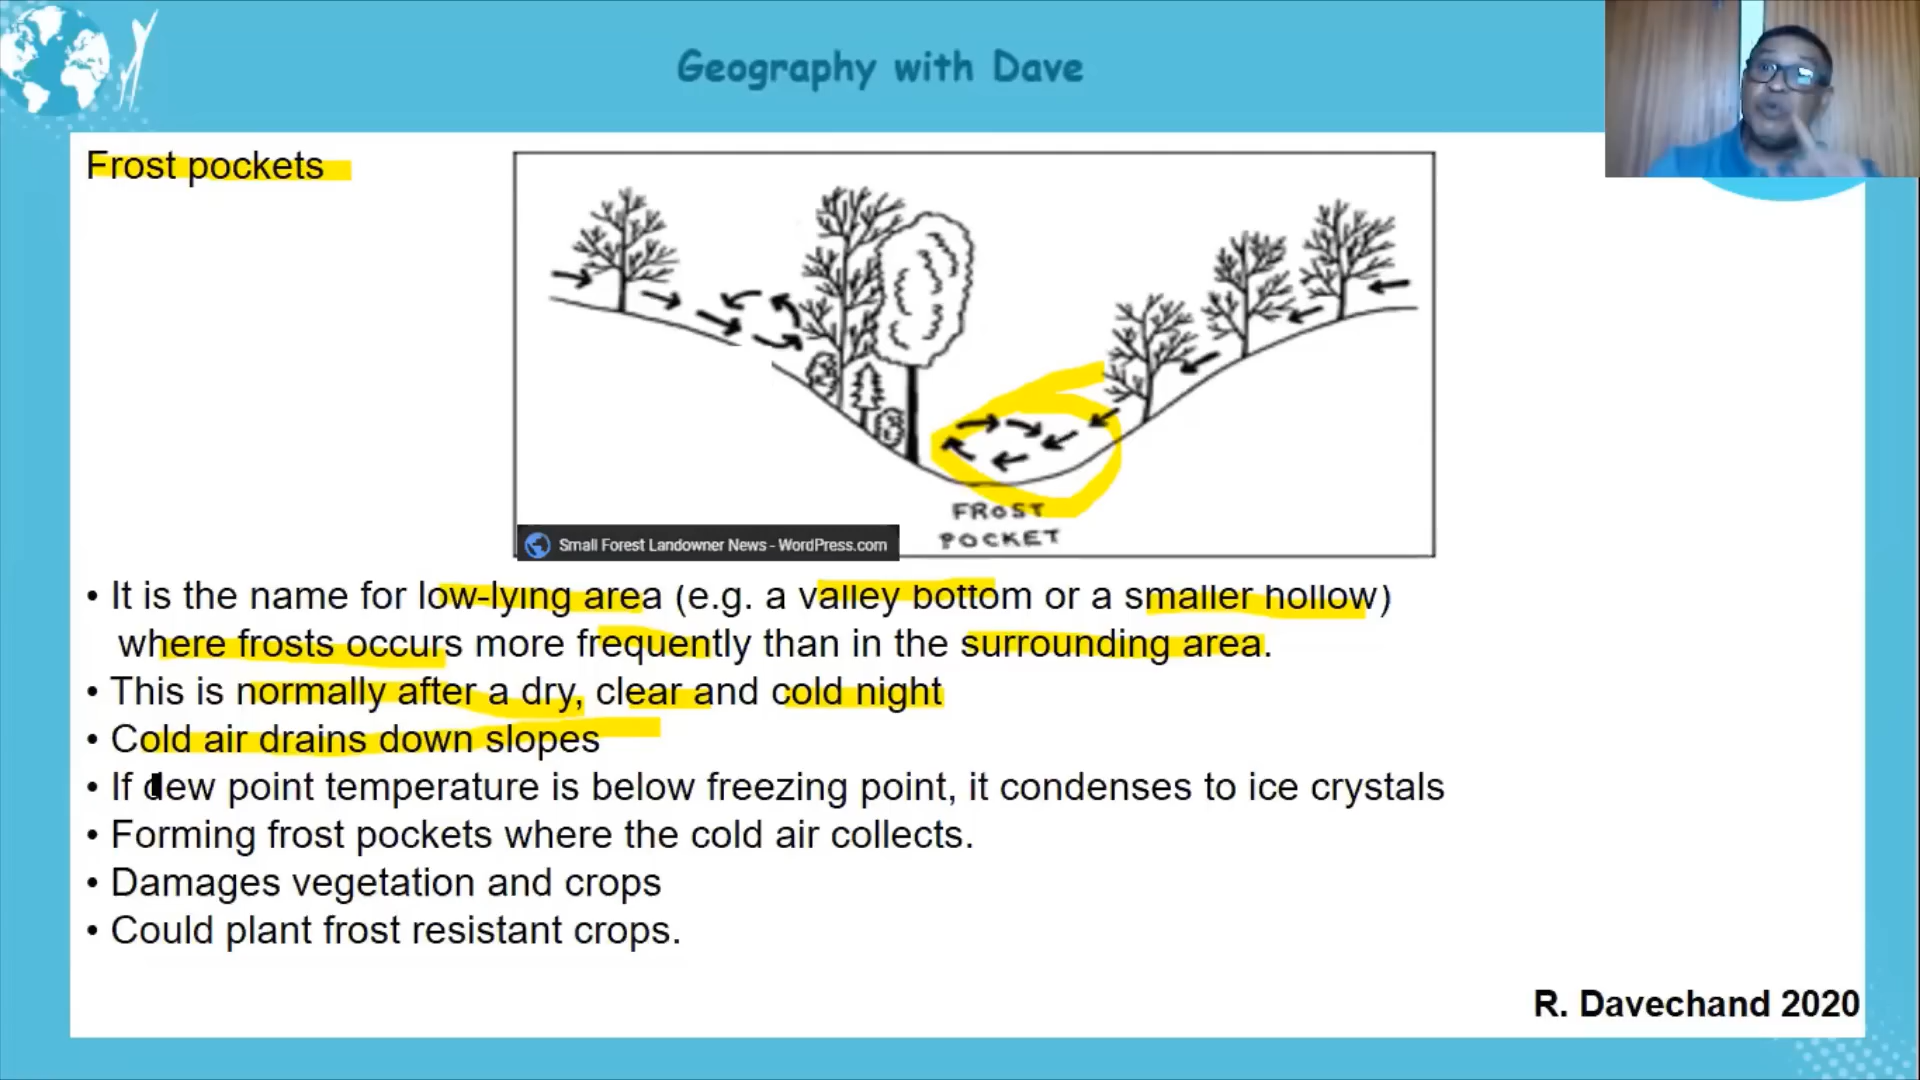 Geography with Dave
Frost pockets
FROST
POCKET
Small Forest Landowner News - WordPress.com
• It is the name for low-lying area (e.g. a valley bottom or a smaller hollow)
where frosts occurs more frequently than in the surrounding area.
• This is normally after a dry, clear and cold night
• Cold air drains down slopes
• If dew point temperature is below freezing point, it condenses to ice crystals
• Forming frost pockets where the cold air collects.
• Damages vegetation and crops
• Could plant frost resistant crops.
R. Davechand 2020